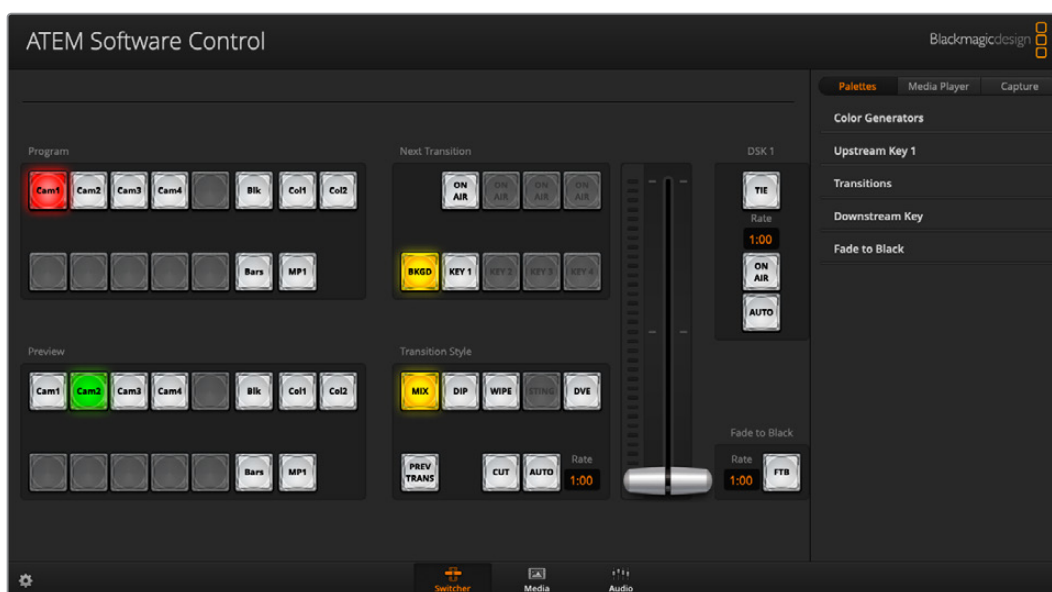 ATEM Software Control
Blackmagicdesign
Palettes Media Player Capture
Color Generators
Upstream Key 1
Transitions
Downstream Key
Fade to Black
Program
Cam1 Cam2 Cam3 Cam4 Blk Col1 Col2
Bars MP1
Next Transition
ON AIR ON AIR ON AIR ON AIR
BKGD KEY 1 KEY 2 KEY 3 KEY 4
DSK 1
TIE
Rate
1:00
ON AIR
AUTO
Preview
Cam1 Cam2 Cam3 Cam4 Blk Col1 Col2
Bars MP1
Transition Style
MIX DIP WIPE STING DVE
PREV TRANS CUT AUTO Rate 1:00
Fade to Black
Rate
1:00 FTB
Switcher Media Audio